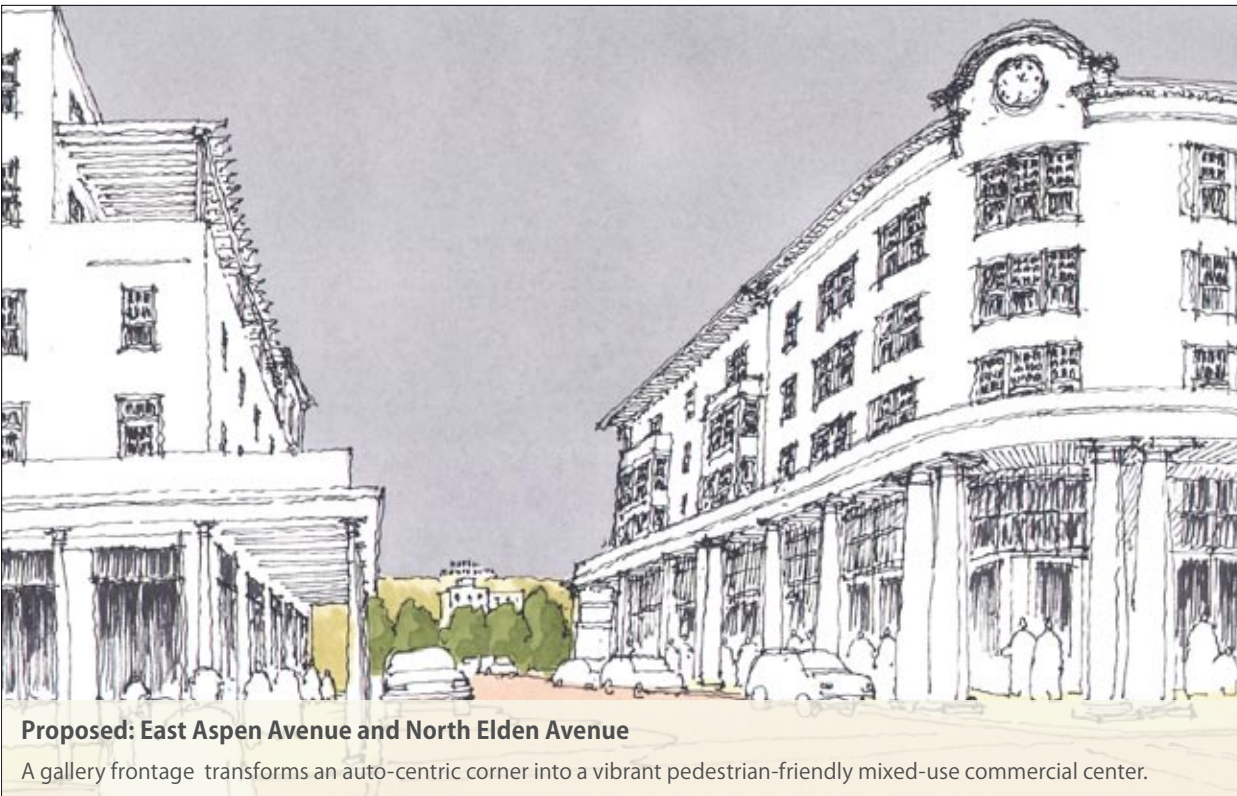 Proposed: East Aspen Avenue and North Elden Avenue
A gallery frontage transforms an auto-centric corner into a vibrant pedestrian-friendly mixed-use commercial center.